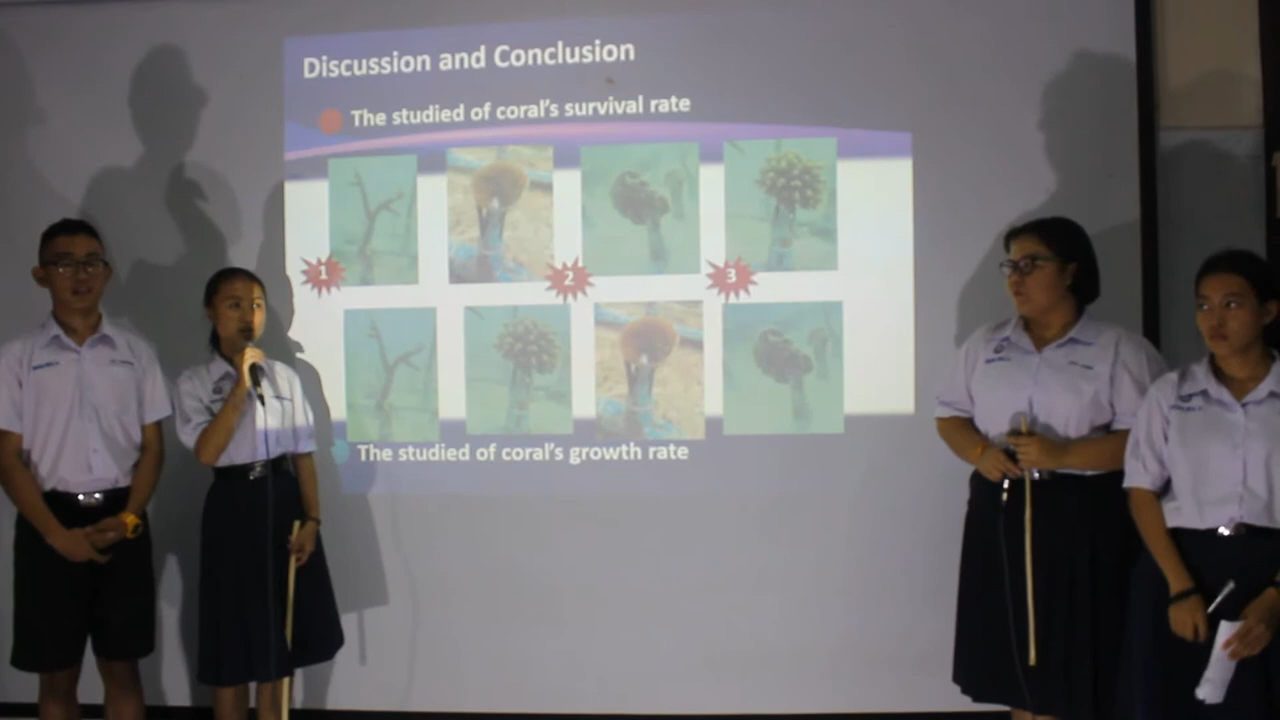 Discussion and Conclusion
The studied of coral's survival rate
1
2
3
The studied of coral's growth rate